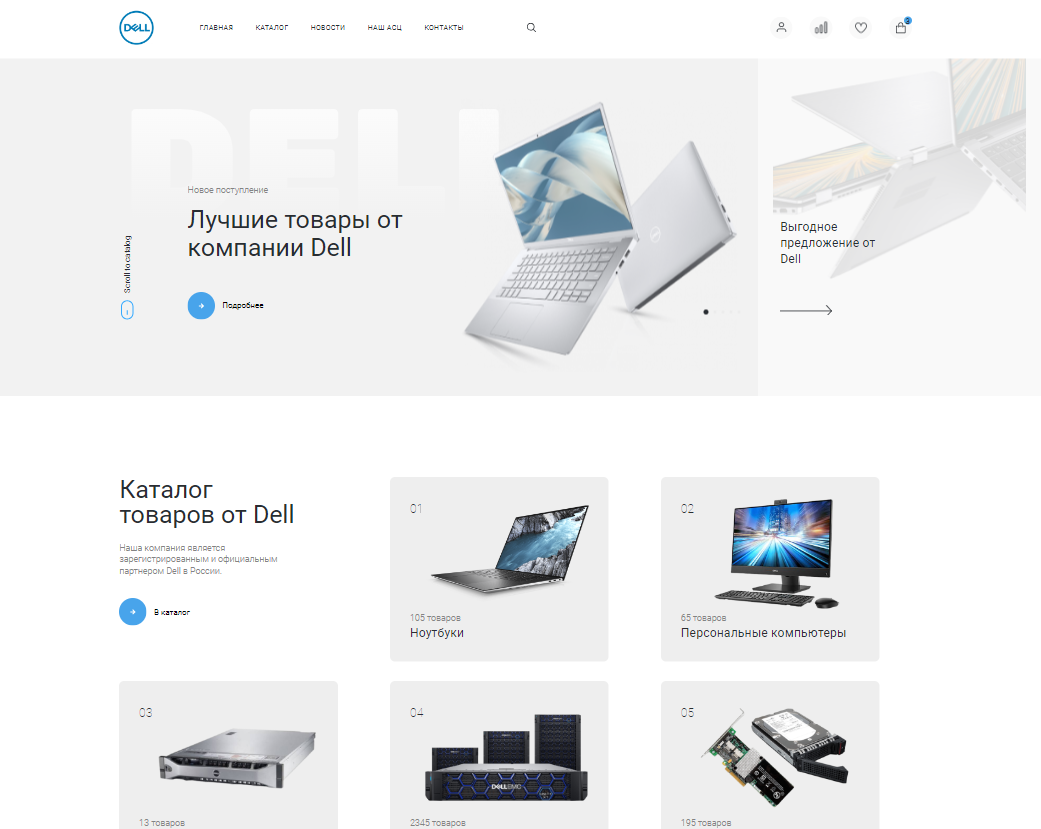 DELL
ГЛАВНАЯ КАТАЛОГ НОВОСТИ НАШ АСЦ КОНТАКТЫ
DELL
Новое поступление
Лучшие товары от
компании Dell
Scroll to catalog
Подробнее
Выгодное
предложение от
Dell
Каталог
товаров от Dell
Наша компания является
зарегистрированным и официальным
партнером Dell в России.
В каталог
01
105 товаров
Ноутбуки
02
65 товаров
Персональные компьютеры
03
13 товаров
04
DELLEMC
2345 товаров
05
195 товаров